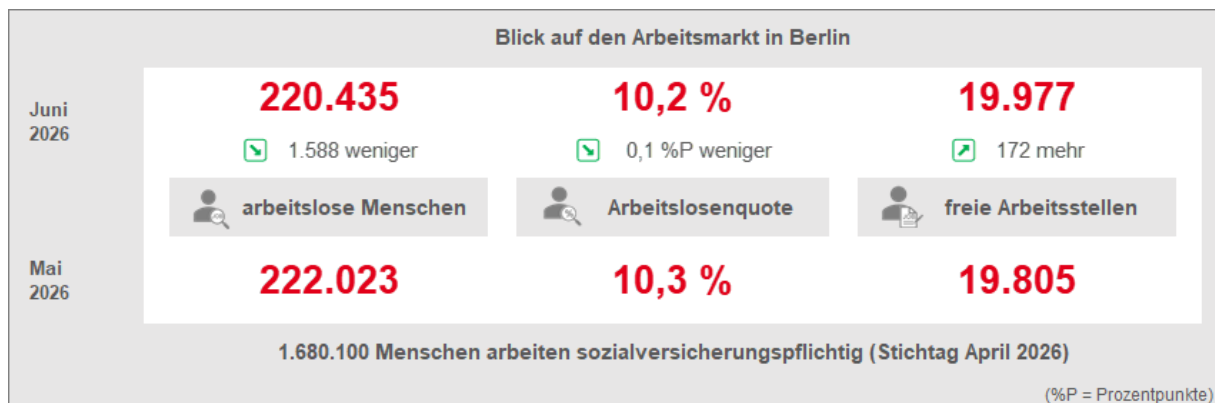 Blick auf den Arbeitsmarkt in Berlin
Juni
2026
220.435
10,2 %
19.977
1.588 weniger
0,1 %P weniger
172 mehr
arbeitslose Menschen
Arbeitslosenquote
freie Arbeitsstellen
Mai
2026
222.023
10,3 %
19.805
1.680.100 Menschen arbeiten sozialversicherungspflichtig (Stichtag April 2026)
(%P = Prozentpunkte)